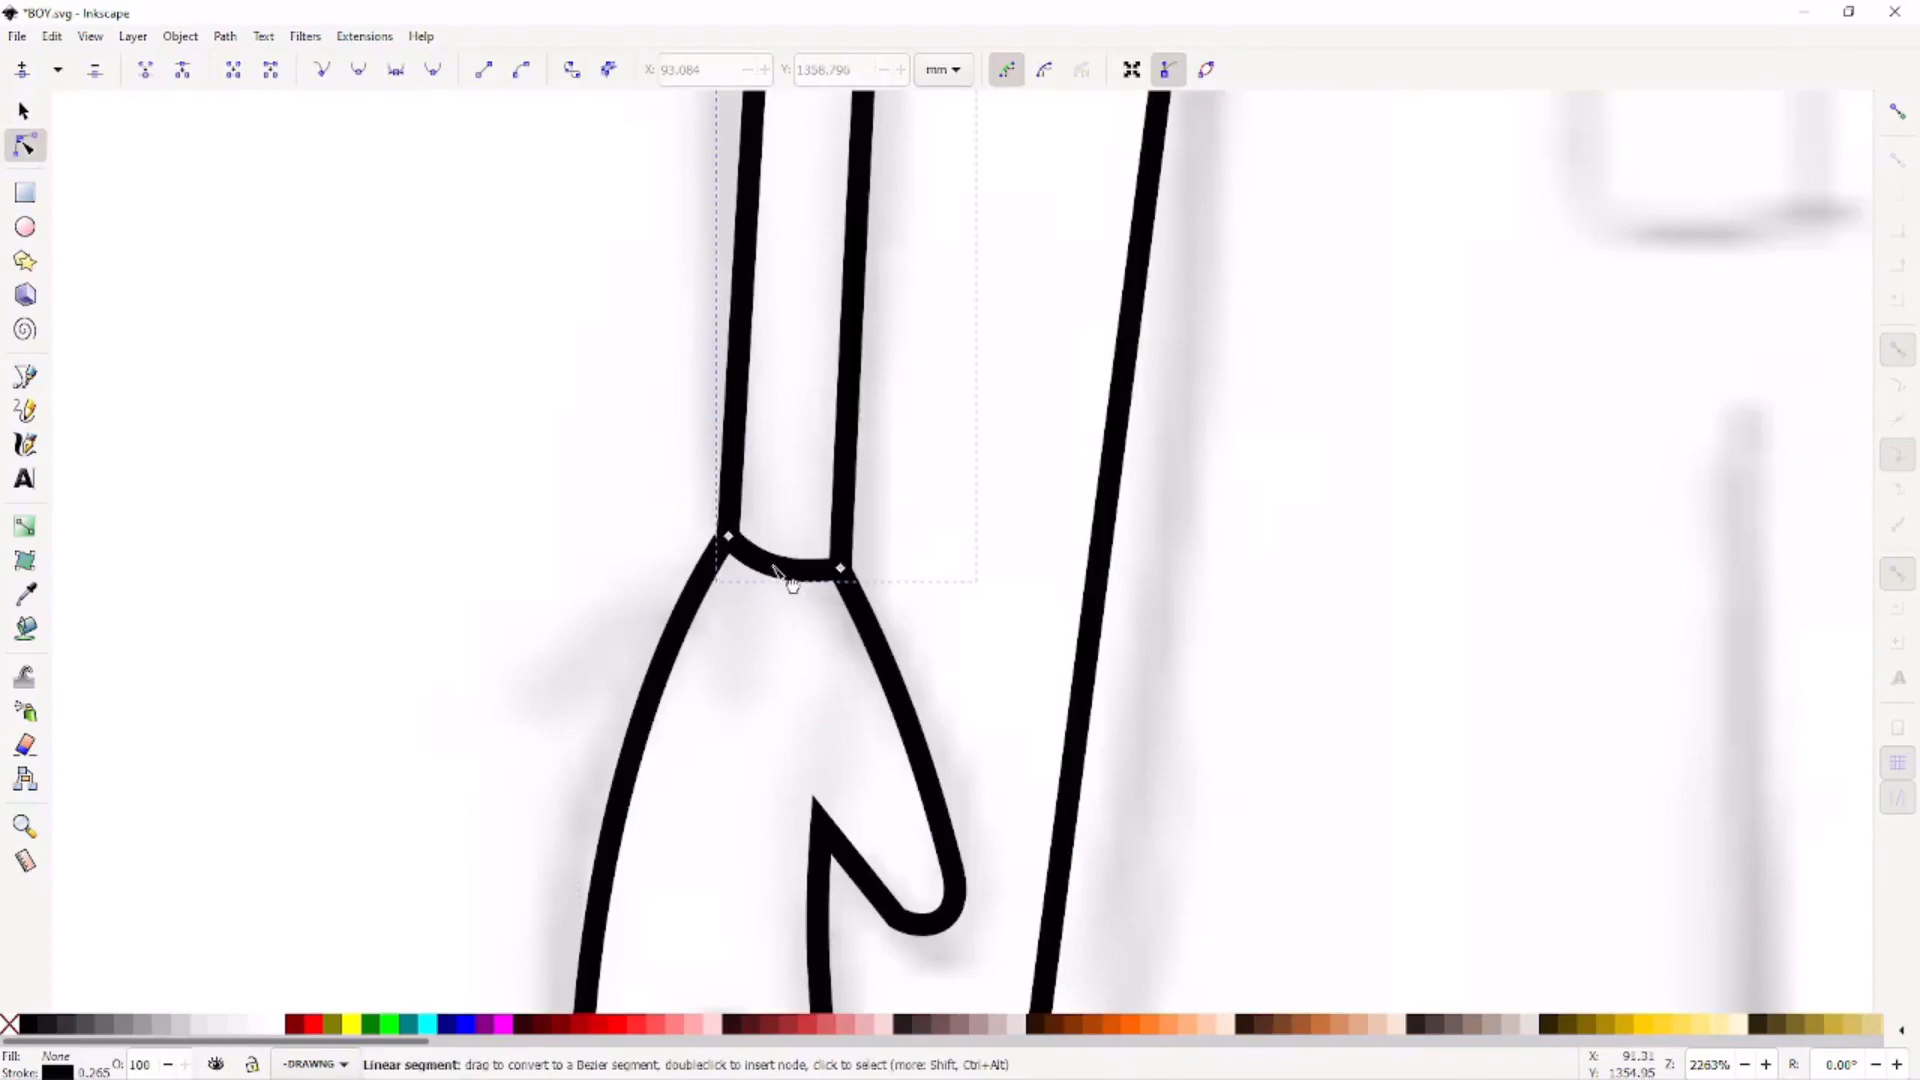 *BOY.svg - Inkscape
File Edit View Layer Object Path Text Filters Extensions Help
X: 93.084 Y: 1358.796 mm
A
A
Fill: None O: 100 -DRAWNG Linear segment: drag to convert to a Bezier segment, doubleclick to insert node, click to select (more: Shift, Ctrl+Alt) X: 91.31 Z: 2263% R: 0.00°
Stroke: 0.265 Y: 1354.95